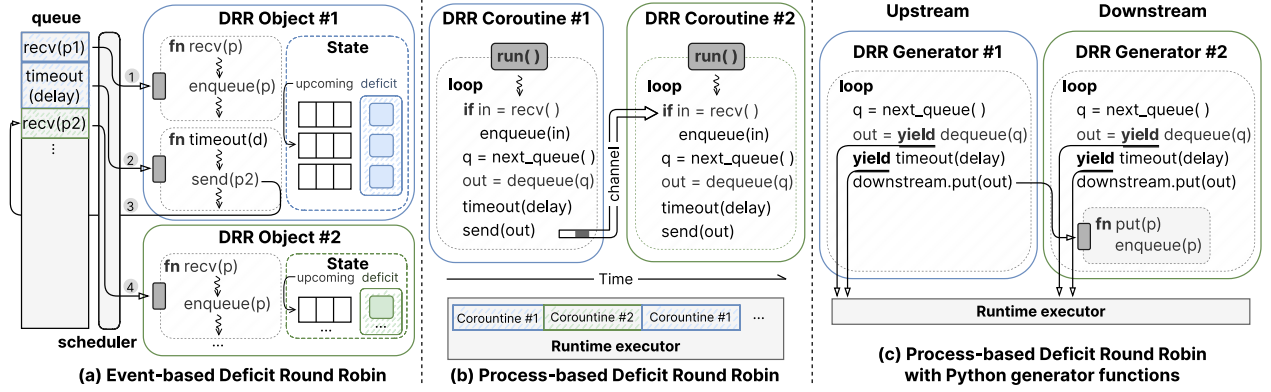 queue
recv(p1)
timeout
(delay)
recv(p2)
⋮
scheduler
DRR Object #1
fn recv(p)
enqueue(p)
1
fn timeout(d)
send(p2)
2
3
State
upcoming
deficit
DRR Object #2
fn recv(p)
enqueue(p)
...
4
State
upcoming
deficit
...
...
(a) Event-based Deficit Round Robin
DRR Coroutine #1
run( )
loop
if in = recv( )
enqueue(in)
q = next_queue( )
out = dequeue(q)
timeout(delay)
send(out)
channel
DRR Coroutine #2
run( )
loop
if in = recv( )
enqueue(in)
q = next_queue( )
out = dequeue(q)
timeout(delay)
send(out)
Time
Corountine #1
Corountine #2
Corountine #1
...
Runtime executor
(b) Process-based Deficit Round Robin
Upstream
Downstream
DRR Generator #1
loop
q = next_queue( )
out = yield dequeue(q)
yield timeout(delay)
downstream.put(out)
DRR Generator #2
loop
q = next_queue( )
out = yield dequeue(q)
yield timeout(delay)
downstream.put(out)
fn put(p)
enqueue(p)
Runtime executor
(c) Process-based Deficit Round Robin
with Python generator functions